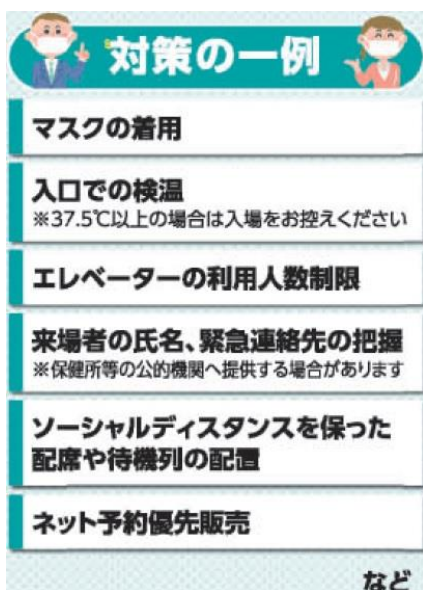 対策の一例
マスクの着用
入口での検温
※37.5℃以上の場合は入場をお控えください
エレベーターの利用人数制限
来場者の氏名、緊急連絡先の把握
※保健所等の公的機関へ提供する場合があります
ソーシャルディスタンスを保った
配席や待機列の配置
ネット予約優先販売
など